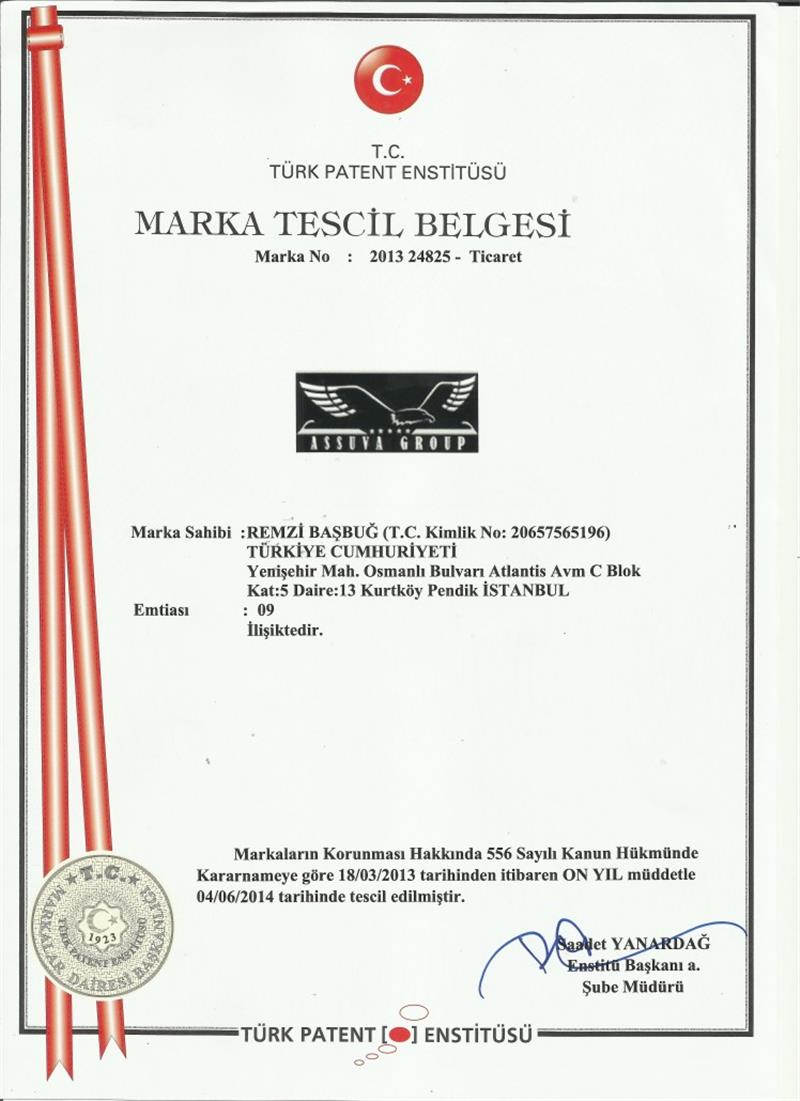 T.C.
TÜRK PATENT ENSTİTÜSÜ
MARKA TESCİL BELGESİ
Marka No : 2013 24825 - Ticaret
ASSUVA GROUP
Marka Sahibi :REMZİ BAŞBUĞ (T.C. Kimlik No: 20657565196)
TÜRKİYE CUMHURİYETİ
Yenişehir Mah. Osmanlı Bulvarı Atlantis Avm C Blok
Kat:5 Daire:13 Kurtköy Pendik İSTANBUL
Emtiası : 09
İlişiktedir.
Markaların Korunması Hakkında 556 Sayılı Kanun Hükmünde
Kararnameye göre 18/03/2013 tarihinden itibaren ON YIL müddetle
04/06/2014 tarihinde tescil edilmiştir.
T.C.
MARKALAR DAİRESİ BAŞKANLIĞI
TÜRK PATENT ENSTİTÜSÜ
1923
Saadet YANARDAĞ
Enstitü Başkanı a.
Şube Müdürü
TÜRK PATENT [ ] ENSTİTÜSÜ